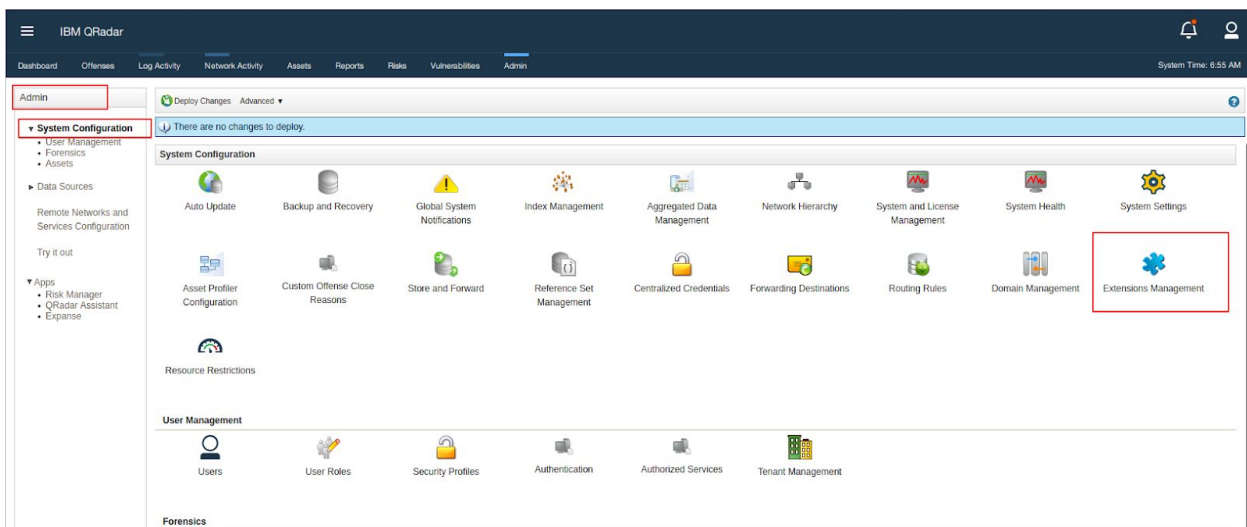 IBM QRadar
Dashboard Offenses Log Activity Network Activity Assets Reports Risks Vulnerabilities Admin System Time: 6:55 AM
Admin
Deploy Changes Advanced ▼
There are no changes to deploy.
▼ System Configuration
• User Management
• Forensics
• Assets
▶ Data Sources
Remote Networks and
Services Configuration
Try it out
▼ Apps
• Risk Manager
• QRadar Assistant
• Expanse
System Configuration
Auto Update
Backup and Recovery
Global System
Notifications
Index Management
Aggregated Data
Management
Network Hierarchy
System and License
Management
System Health
System Settings
Asset Profiler
Configuration
Custom Offense Close
Reasons
Store and Forward
Reference Set
Management
Centralized Credentials
Forwarding Destinations
Routing Rules
Domain Management
Extensions Management
Resource Restrictions
User Management
Users
User Roles
Security Profiles
Authentication
Authorized Services
Tenant Management
Forensics